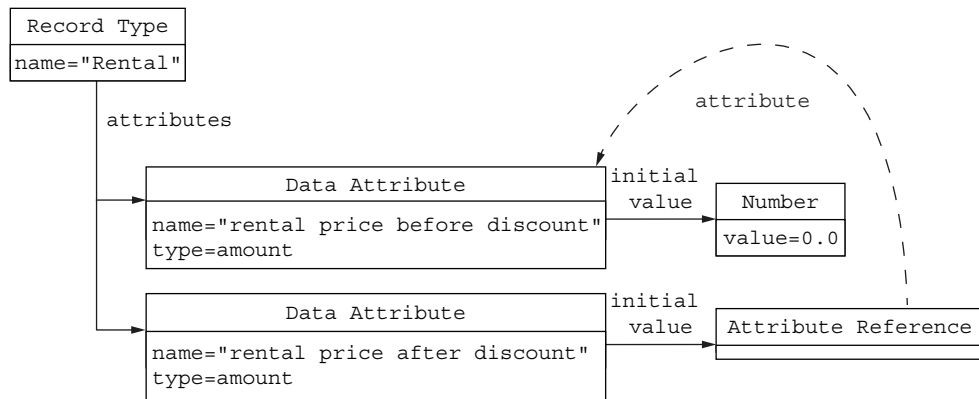 Record Type
name="Rental"
attributes
attribute
Data Attribute
name="rental price before discount"
type=amount
initial
value
Number
value=0.0
Data Attribute
name="rental price after discount"
type=amount
initial
value
Attribute Reference